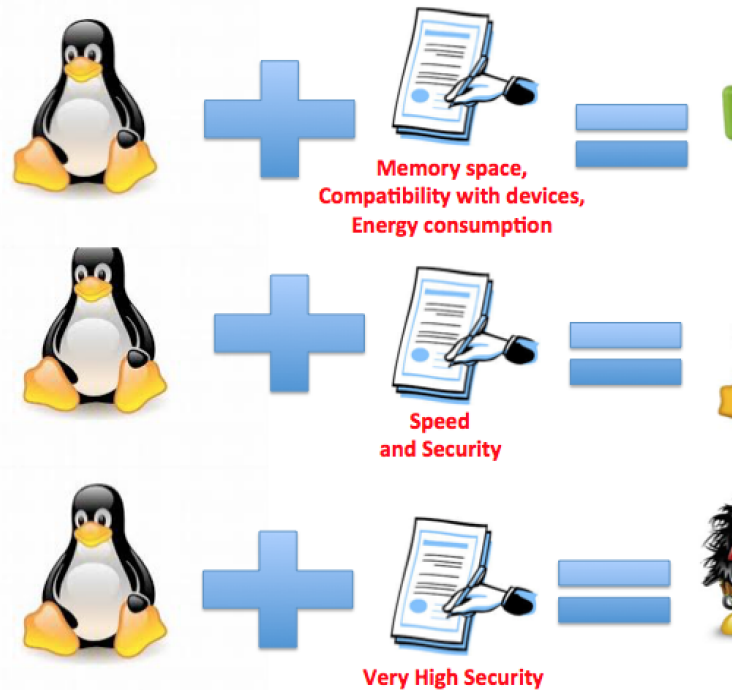 Memory space,
Compatibility with devices,
Energy consumption
Speed
and Security
Very High Security